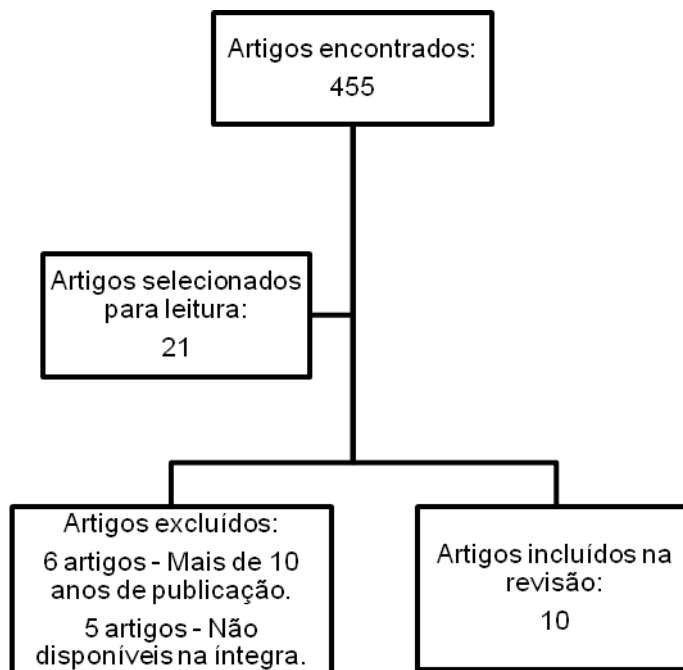 Artigos encontrados:
455
Artigos selecionados
para leitura:
21
Artigos excluídos:
6 artigos - Mais de 10
anos de publicação.
5 artigos - Não
disponíveis na íntegra.
Artigos incluídos na
revisão:
10